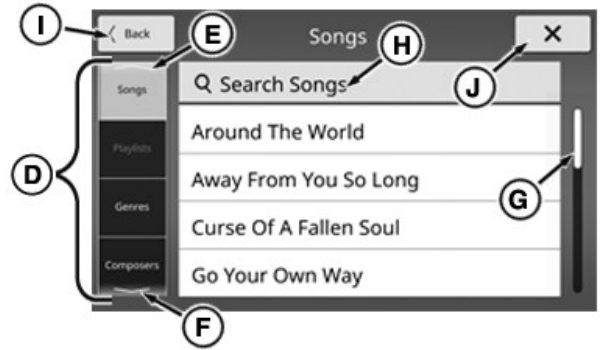 I
Back
E
Songs
H
J
Songs
Search Songs
Around The World
Playlists
D
Away From You So Long
G
Genres
Curse Of A Fallen Soul
Composers
Go Your Own Way
F